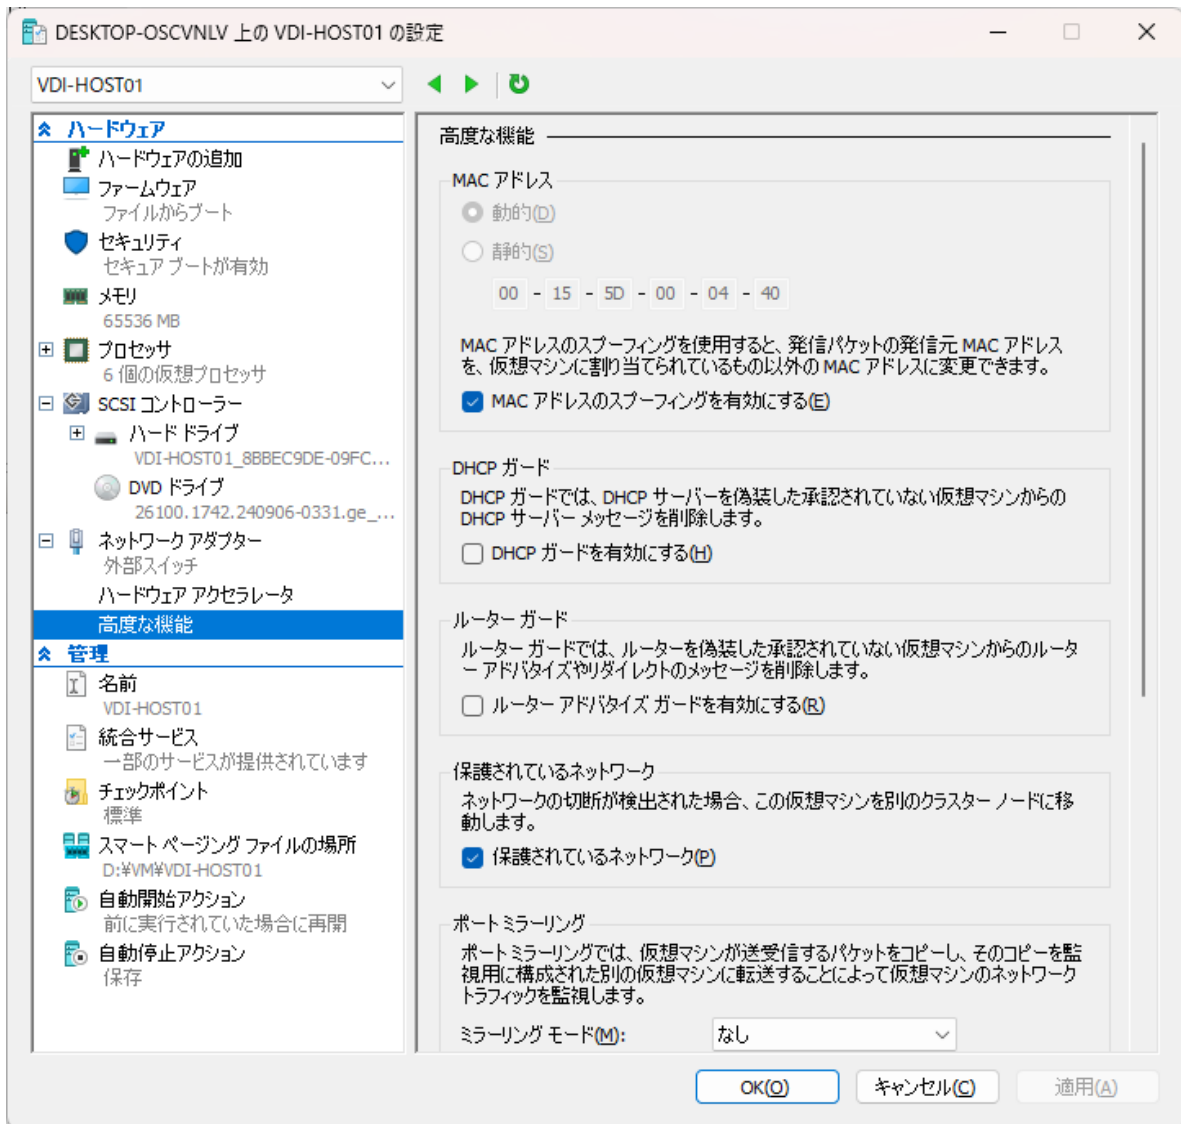 DESKTOP-OSCVNLV 上の VDI-HOST01 の設定
VDI-HOST01
ハードウェア
ハードウェアの追加
ファームウェア
ファイルからブート
セキュリティ
セキュア ブートが有効
メモリ
65536 MB
プロセッサ
6 個の仮想プロセッサ
SCSI コントローラー
ハード ドライブ
VDI-HOST01_8BBEC9DE-09FC...
DVD ドライブ
26100.1742.240906-0331.ge_...
ネットワーク アダプター
外部スイッチ
ハードウェア アクセラレータ
高度な機能
管理
名前
VDI-HOST01
統合サービス
一部のサービスが提供されています
チェックポイント
標準
スマート ページング ファイルの場所
D:¥VM¥VDI-HOST01
自動開始アクション
前に実行されていた場合に再開
自動停止アクション
保存
高度な機能
MAC アドレス
動的(D)
静的(S)
00 - 15 - 5D - 00 - 04 - 40
MAC アドレスのスプーフィングを使用すると、発信パケットの発信元 MAC アドレス
を、仮想マシンに割り当てられているもの以外の MAC アドレスに変更できます。
MAC アドレスのスプーフィングを有効にする(E)
DHCP ガード
DHCP ガードでは、DHCP サーバーを偽装した承認されていない仮想マシンからの
DHCP サーバー メッセージを削除します。
DHCP ガードを有効にする(H)
ルーター ガード
ルーター ガードでは、ルーターを偽装した承認されていない仮想マシンからのルータ
ー アドバタイズやリダイレクトのメッセージを削除します。
ルーター アドバタイズ ガードを有効にする(R)
保護されているネットワーク
ネットワークの切断が検出された場合、この仮想マシンを別のクラスター ノードに移
動します。
保護されているネットワーク(P)
ポート ミラーリング
ポート ミラーリングでは、仮想マシンが送受信するパケットをコピーし、そのコピーを監
視用に構成された別の仮想マシンに転送することによって仮想マシンのネットワーク
トラフィックを監視します。
ミラーリング モード(M): なし
OK(O) キャンセル(C) 適用(A)